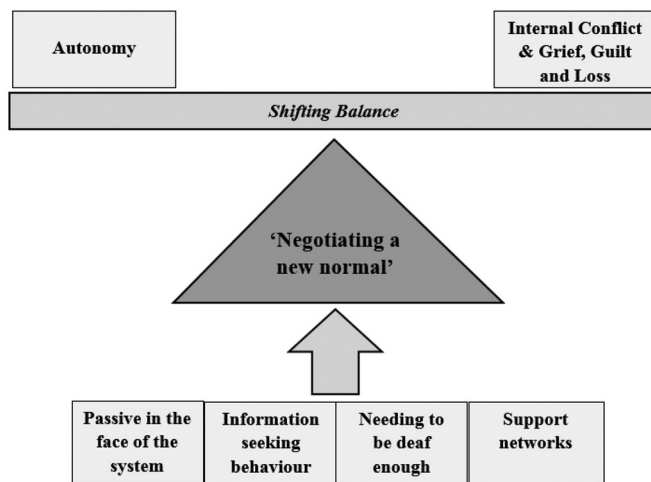 Autonomy
Internal Conflict
& Grief, Guilt
and Loss
Shifting Balance
‘Negotiating a
new normal’
Passive in the
face of the
system
Information
seeking
behaviour
Needing to
be deaf
enough
Support
networks